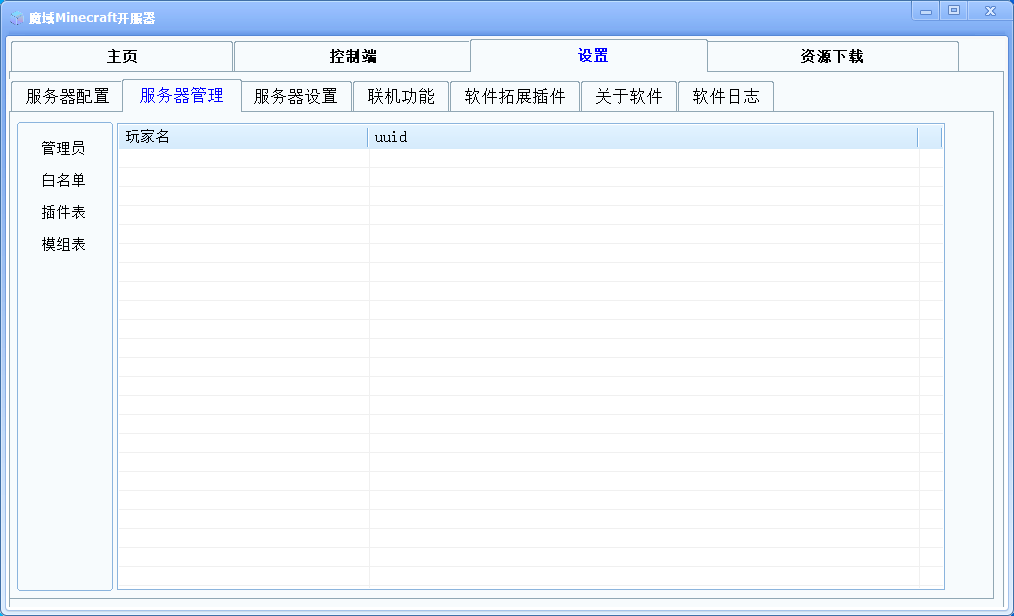 魔域Minecraft开服器
主页 控制端 设置 资源下载
服务器配置 服务器管理 服务器设置 联机功能 软件拓展插件 关于软件 软件日志
玩家名 uuid
管理员
白名单
插件表
模组表